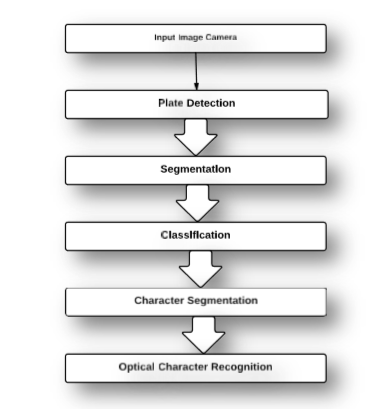 Input Image Camera
Plate Detection
Segmentation
Classification
Character Segmentation
Optical Character Recognition